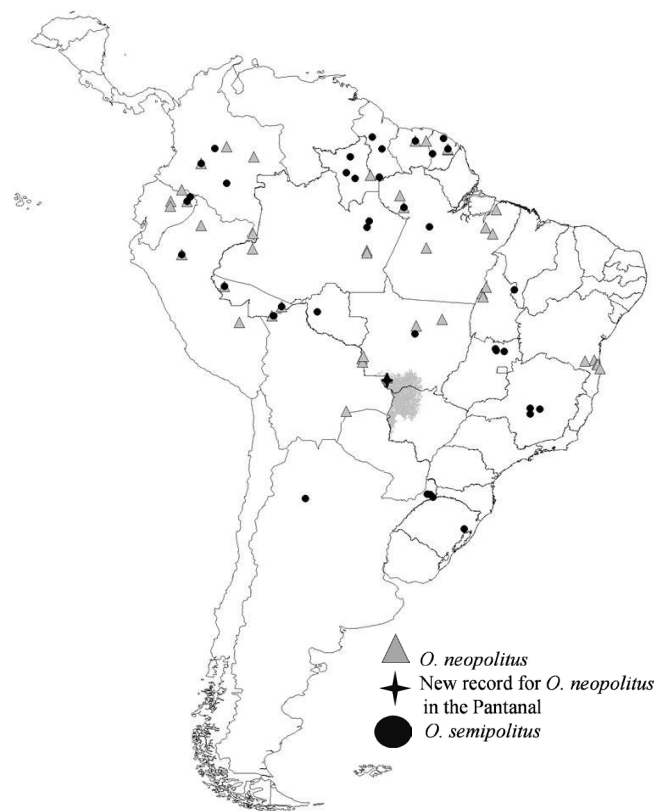 O. neopolitus
New record for O. neopolitus
in the Pantanal
O. semipolitus